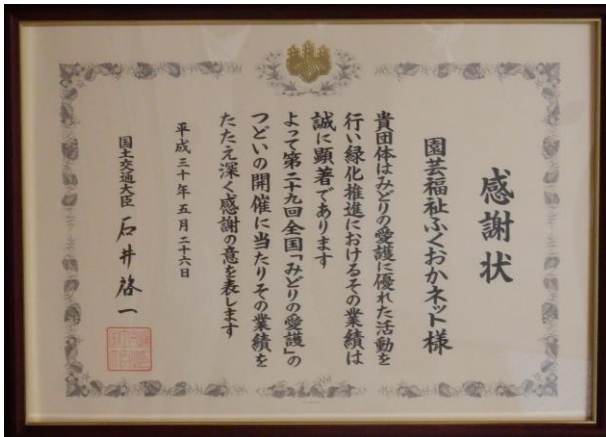 感謝状
園芸福祉ふくおかネット様
貴団体はみどりの愛護に優れた活動を
行い緑化推進におけるその業績は
誠に顕著であります
よって第二十九回全国「みどりの愛護」の
つどいの開催に当たりその業績を
たたえ深く感謝の意を表します
平成三十年五月二十六日
国土交通大臣 石井啓一